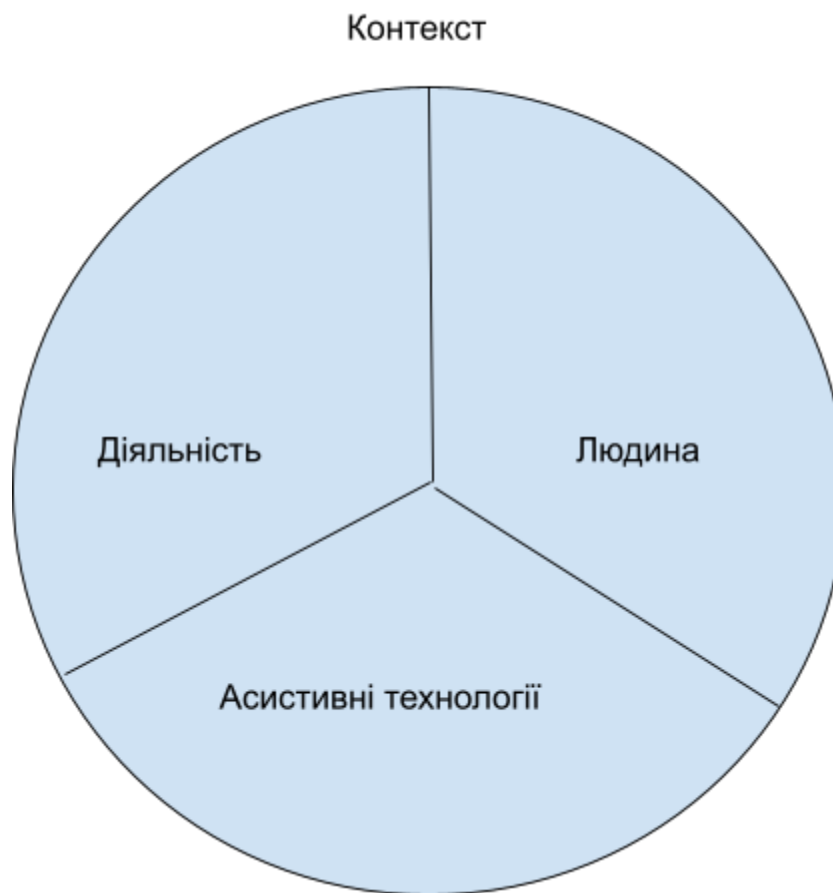 Контекст
Діяльність
Людина
Асистивні технології